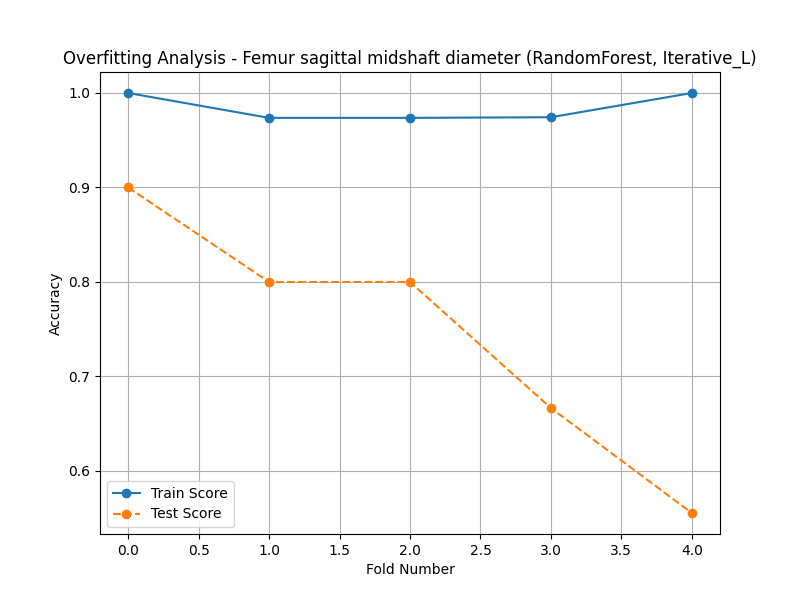 Overfitting Analysis - Femur sagittal midshaft diameter (RandomForest, Iterative_L)
Accuracy
1.0
0.9
0.8
0.7
0.6
Train Score
Test Score
0.0 0.5 1.0 1.5 2.0 2.5 3.0 3.5 4.0
Fold Number